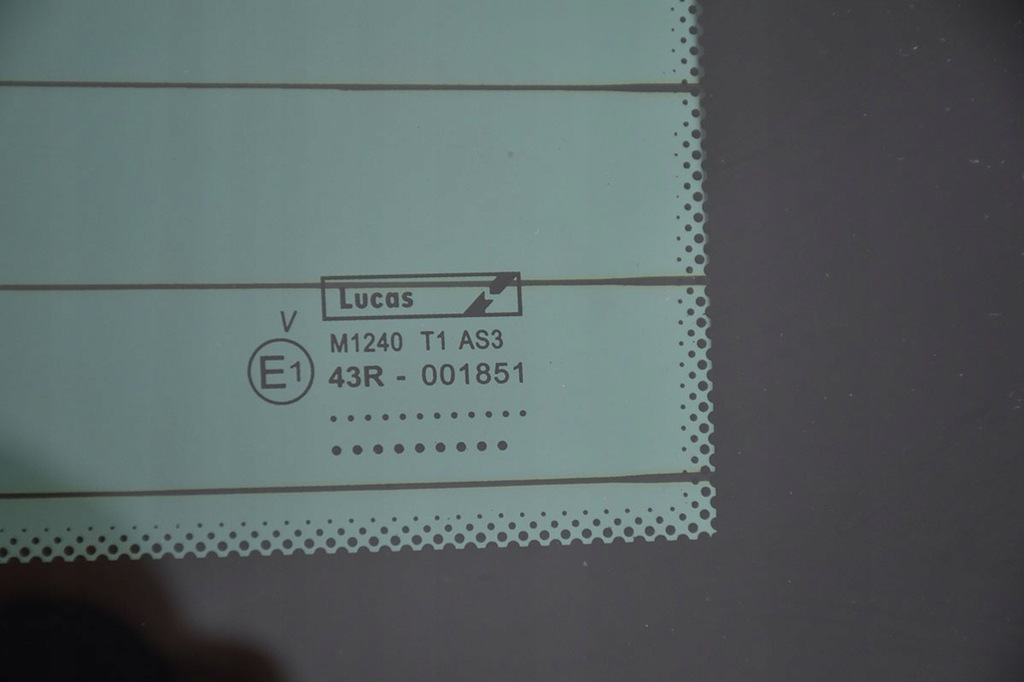 Lucas
V
M1240 T1 AS3
E1
43R - 001851